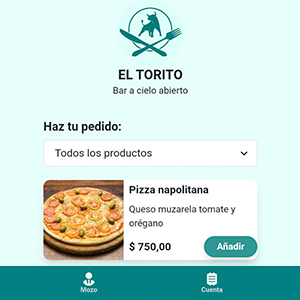 EL TORITO
Bar a cielo abierto
Haz tu pedido:
Todos los productos
Pizza napolitana
Queso muzarela tomate y
orégano
$ 750,00
Añadir
Mozo
Cuenta